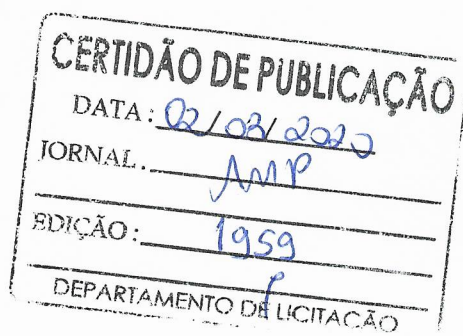 CERTIDÃO DE PUBLICAÇÃO
DATA: 02/03/2020
JORNAL. AMP
EDIÇÃO: 1959
DEPARTAMENTO DE LICITAÇÃO